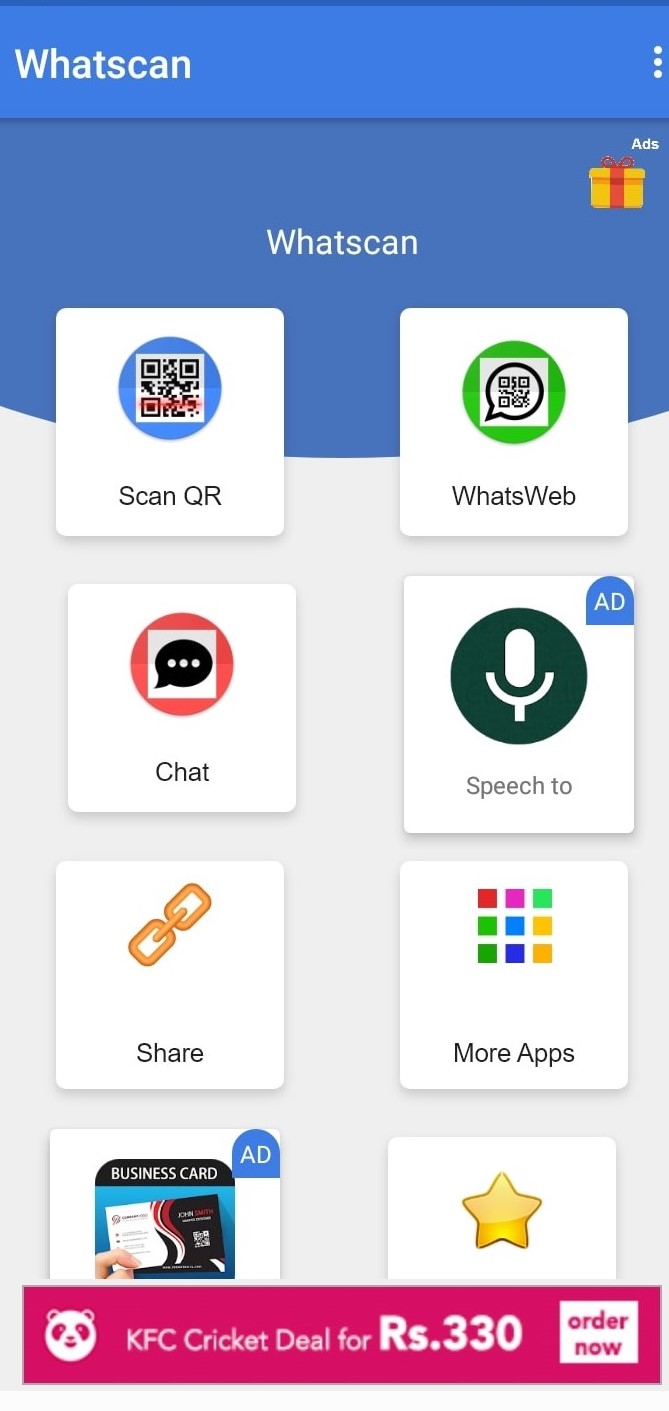 Whatscan
Ads
Whatscan
Scan QR
WhatsWeb
Chat
AD
Speech to
Share
More Apps
AD
BUSINESS CARD
JOHN SMITH
KFC Cricket Deal for Rs.330
order
now